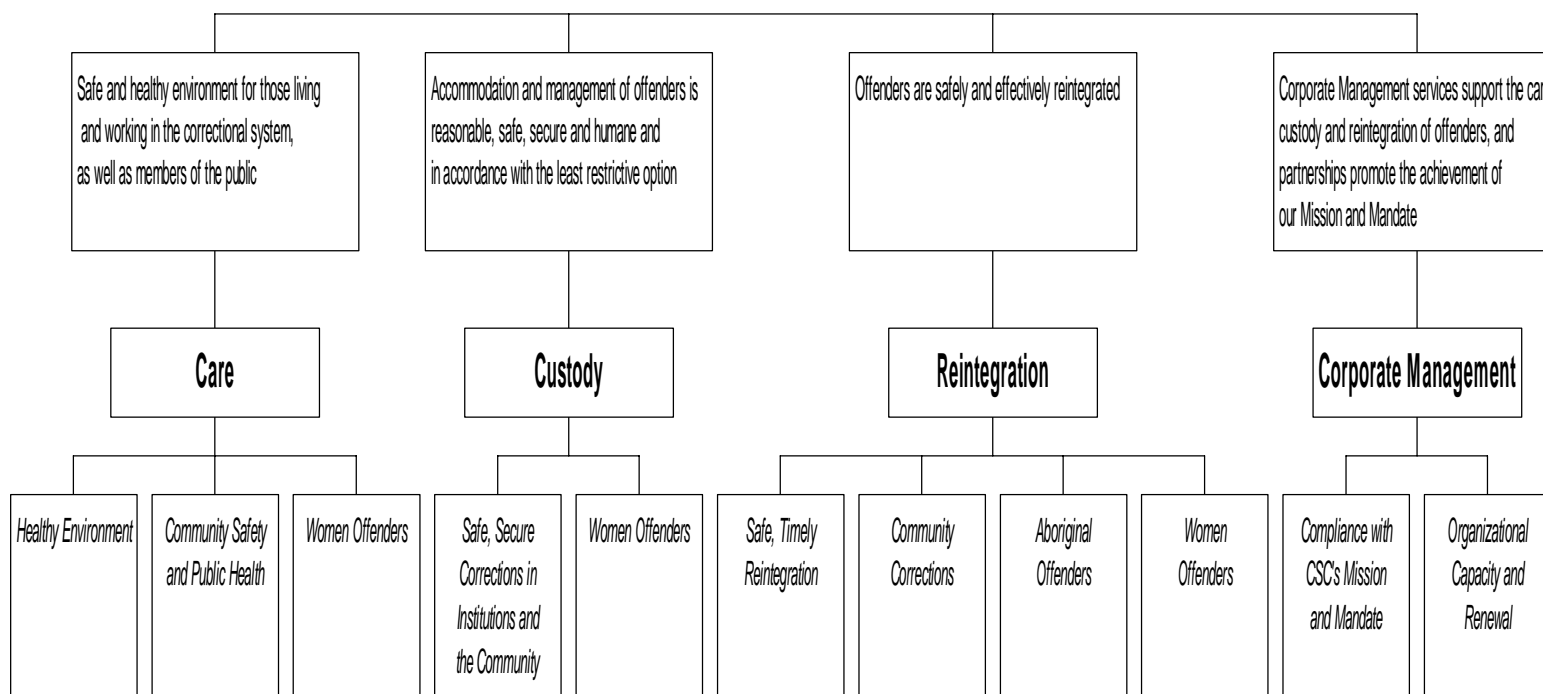 Safe and healthy environment for those living
and working in the correctional system,
as well as members of the public
Accommodation and management of offenders is
reasonable, safe, secure and humane and
in accordance with the least restrictive option
Offenders are safely and effectively reintegrated
Corporate Management services support the car
custody and reintegration of offenders, and
partnerships promote the achievement of
our Mission and Mandate
Care
Custody
Reintegration
Corporate Management
Healthy Environment
Community Safety
and Public Health
Women Offenders
Safe, Secure
Corrections in
Institutions and
the Community
Women Offenders
Safe, Timely
Reintegration
Community
Corrections
Aboriginal
Offenders
Women
Offenders
Compliance with
CSC's Mission
and Mandate
Organizational
Capacity and
Renewal